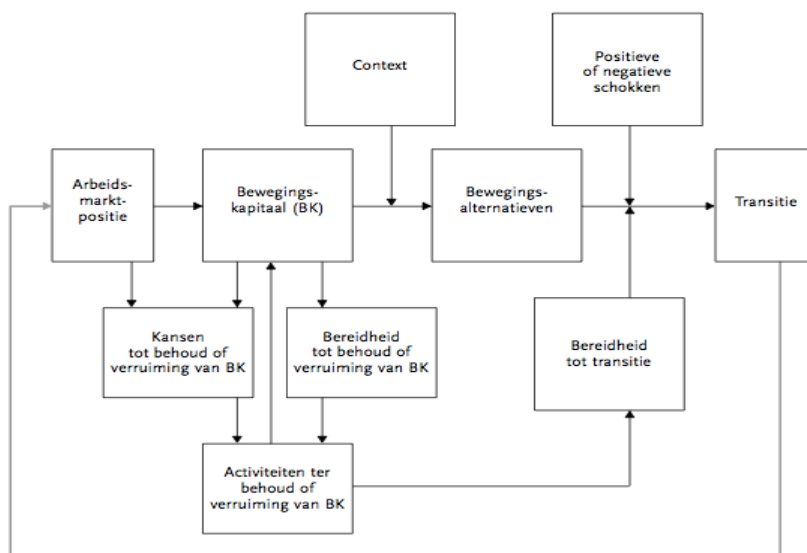 Context
Positieve
of negatieve
schokken
Arbeids-
markt-
positie
Bewegings-
kapitaal (BK)
Bewegings-
alternatieven
Transitie
Kansen
tot behoud of
verruiming van BK
Bereidheid
tot behoud of
verruiming van BK
Bereidheid
tot transitie
Activiteiten ter
behoud of
verruiming van BK